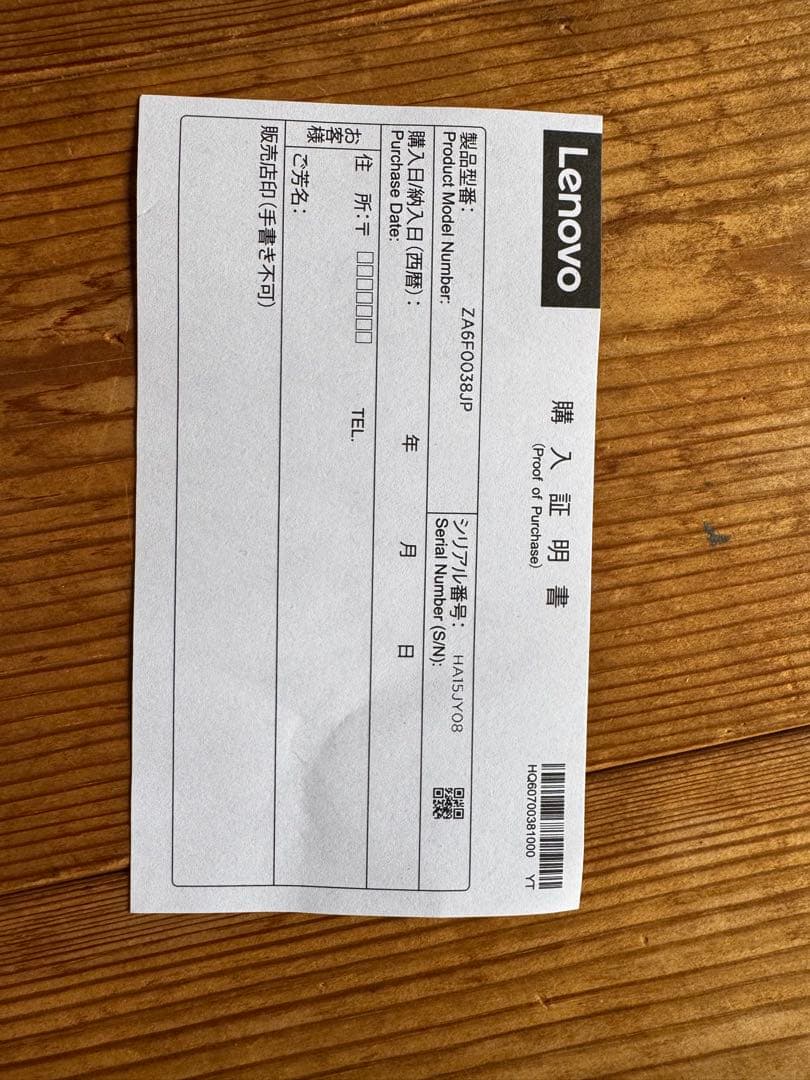 Lenovo
購入証明書
(Proof of Purchase)
HQ60700381000 YT
製品型番：
Product Model Number:
ZA6F0038JP
シリアル番号：
Serial Number (S/N):
HA15JY08
購入日/納入日（西暦）：
Purchase Date:
年 月 日
お客様
住 所：〒 □□□□□□□ TEL.
ご芳名：
販売店印（手書き不可）